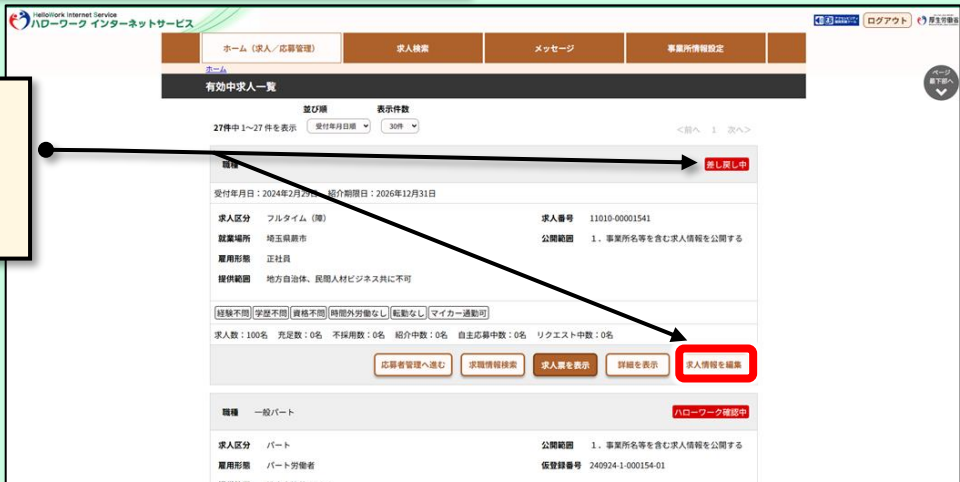 HelloWork Internet Service
ハローワーク インターネットサービス
ログアウト
厚生労働省
ホーム（求人／応募管理）
求人検索
メッセージ
事業所情報設定
ホーム
ページ
最下部へ
有効中求人一覧
並び順
表示件数
27件中 1～27 件を表示
受付年月日順
30件
<前へ 1 次へ>
職種
差し戻し中
受付年月日：2024年2月29日 紹介期限日：2026年12月31日
求人区分 フルタイム（障） 求人番号 11010-00001541
就業場所 埼玉県蕨市 公開範囲 １．事業所名等を含む求人情報を公開する
雇用形態 正社員
提供範囲 地方自治体、民間人材ビジネス共に不可
経験不問 学歴不問 資格不問 時間外労働なし 転勤なし マイカー通勤可
求人数：100名 充足数：0名 不採用数：0名 紹介中数：0名 自主応募中数：0名 リクエスト中数：0名
応募者管理へ進む 求職情報検索 求人票を表示 詳細を表示 求人情報を編集
職種 一般パート ハローワーク確認中
求人区分 パート 公開範囲 １．事業所名等を含む求人情報を公開する
雇用形態 パート労働者 仮登録番号 240924-1-000154-01